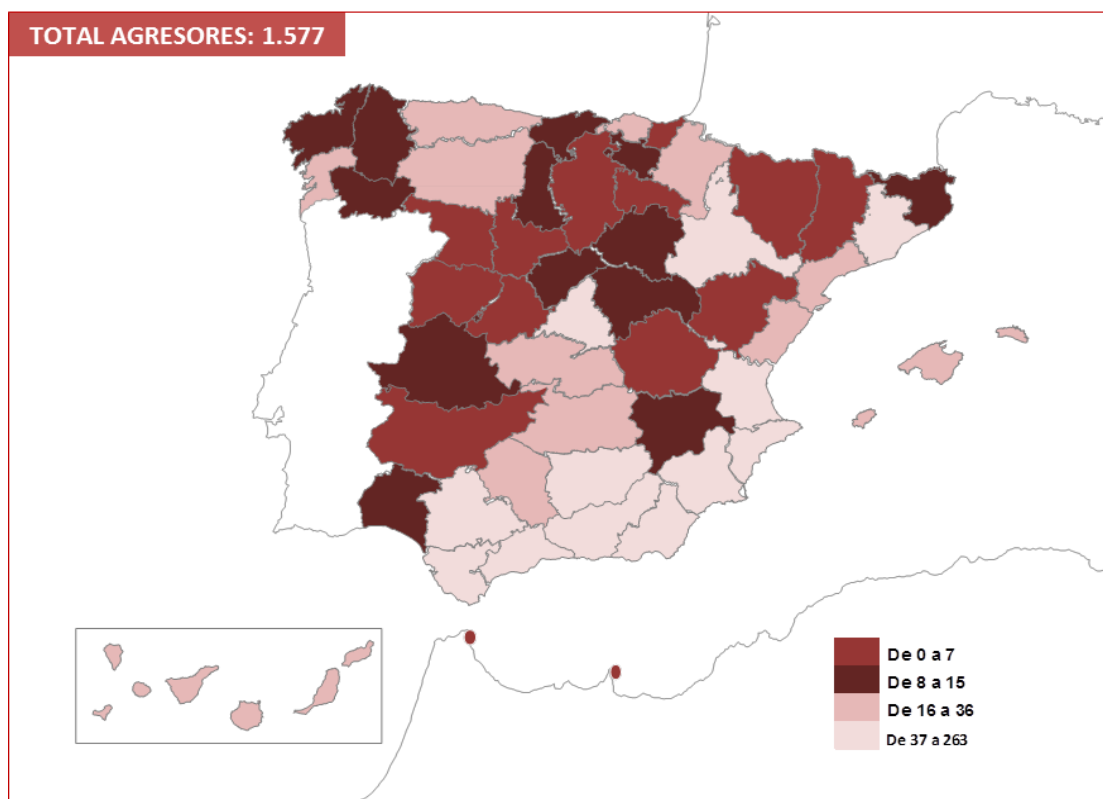 TOTAL AGRESORES: 1.577
De 0 a 7
De 8 a 15
De 16 a 36
De 37 a 263